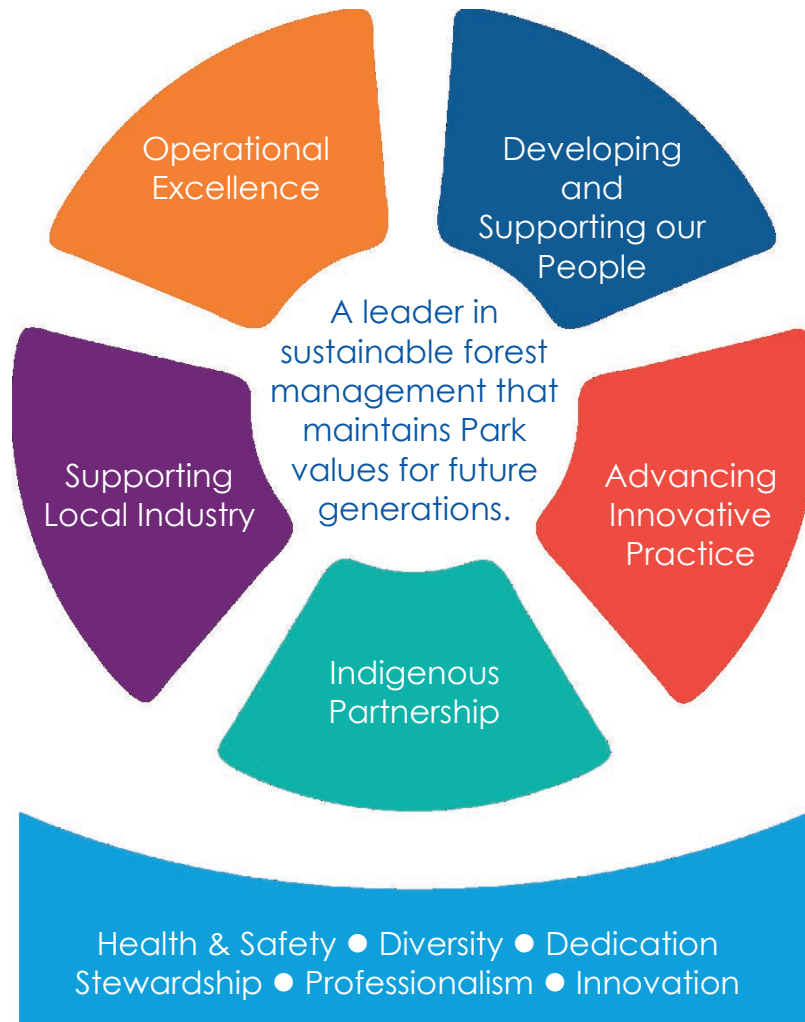 Operational
Excellence
Developing
and
Supporting our
People
A leader in
sustainable forest
management that
maintains Park
values for future
generations.
Supporting
Local Industry
Advancing
Innovative
Practice
Indigenous
Partnership
Health & Safety ● Diversity ● Dedication
Stewardship ● Professionalism ● Innovation